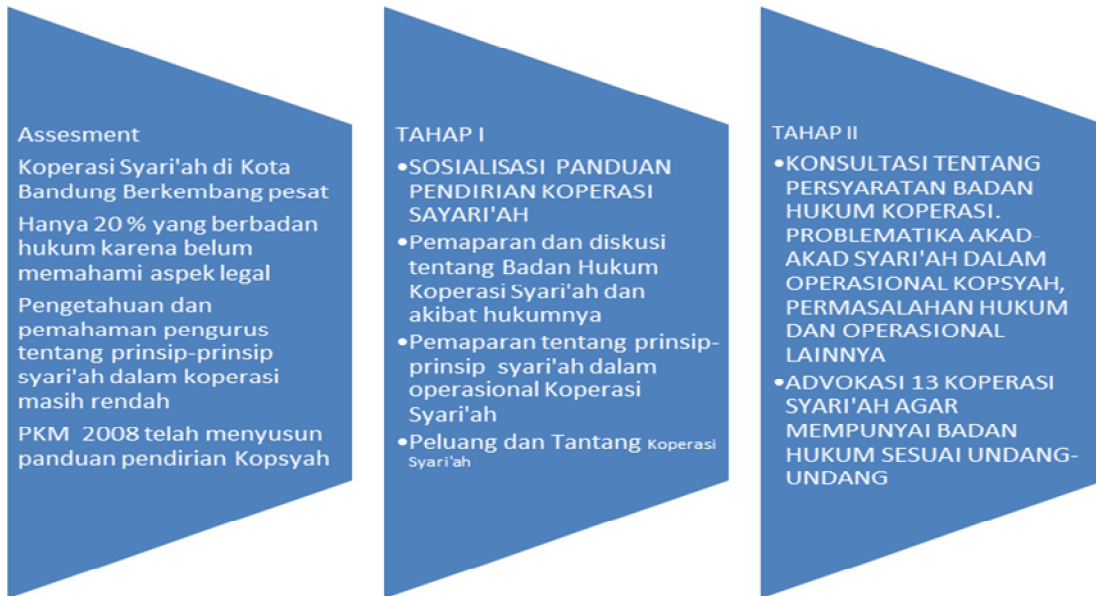 Assesment
Koperasi Syari'ah di Kota
Bandung Berkembang pesat
Hanya 20 % yang berbadan
hukum karena belum
memahami aspek legal
Pengetahuan dan
pemahaman pengurus
tentang prinsip-prinsip
syari'ah dalam koperasi
masih rendah
PKM 2008 telah menyusun
panduan pendirian Kopsyah
TAHAP I
•SOSIALISASI PANDUAN
PENDIRIAN KOPERASI
SAYARI'AH
•Pemaparan dan diskusi
tentang Badan Hukum
Koperasi Syari'ah dan
akibat hukumnya
•Pemaparan tentang prinsip-
prinsip syari'ah dalam
operasional Koperasi
Syari'ah
•Peluang dan Tantang Koperasi
Syari'ah
TAHAP II
•KONSULTASI TENTANG
PERSYARATAN BADAN
HUKUM KOPERASI.
PROBLEMATIKA AKAD-
AKAD SYARI'AH DALAM
OPERASIONAL KOPSYAH,
PERMASALAHAN HUKUM
DAN OPERASIONAL
LAINNYA
•ADVOKASI 13 KOPERASI
SYARI'AH AGAR
MEMPUNYAI BADAN
HUKUM SESUAI UNDANG-
UNDANG